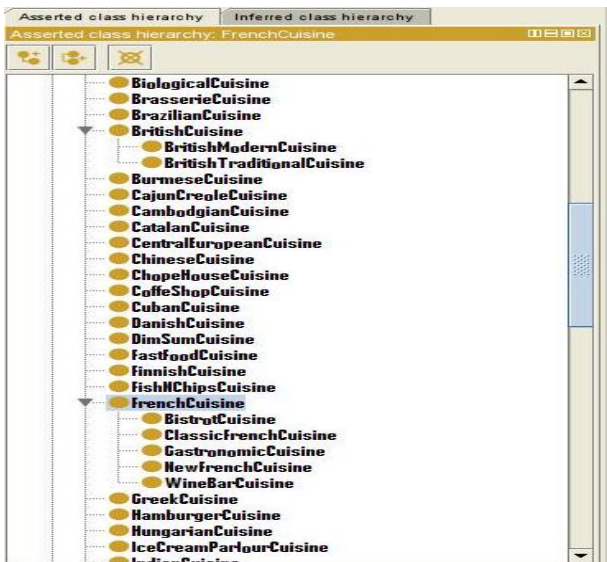 Asserted class hierarchy Inferred class hierarchy
Asserted class hierarchy: FrenchCuisine
BiologicalCuisine
BrasserieCuisine
BrazilianCuisine
BritishCuisine
BritishModernCuisine
BritishTraditionalCuisine
BurmeseCuisine
CajunCreoleCuisine
CambodgianCuisine
CatalanCuisine
CentralEuropeanCuisine
ChineseCuisine
ChopeHouseCuisine
CoffeShopCuisine
CubanCuisine
DanishCuisine
DimSumCuisine
FastFoodCuisine
FinnishCuisine
FishNChipsCuisine
FrenchCuisine
BistrotCuisine
ClassicFrenchCuisine
GastronomicCuisine
NewFrenchCuisine
WineBarCuisine
GreekCuisine
HamburgerCuisine
HungarianCuisine
IceCreamParlourCuisine
IndianCuisine